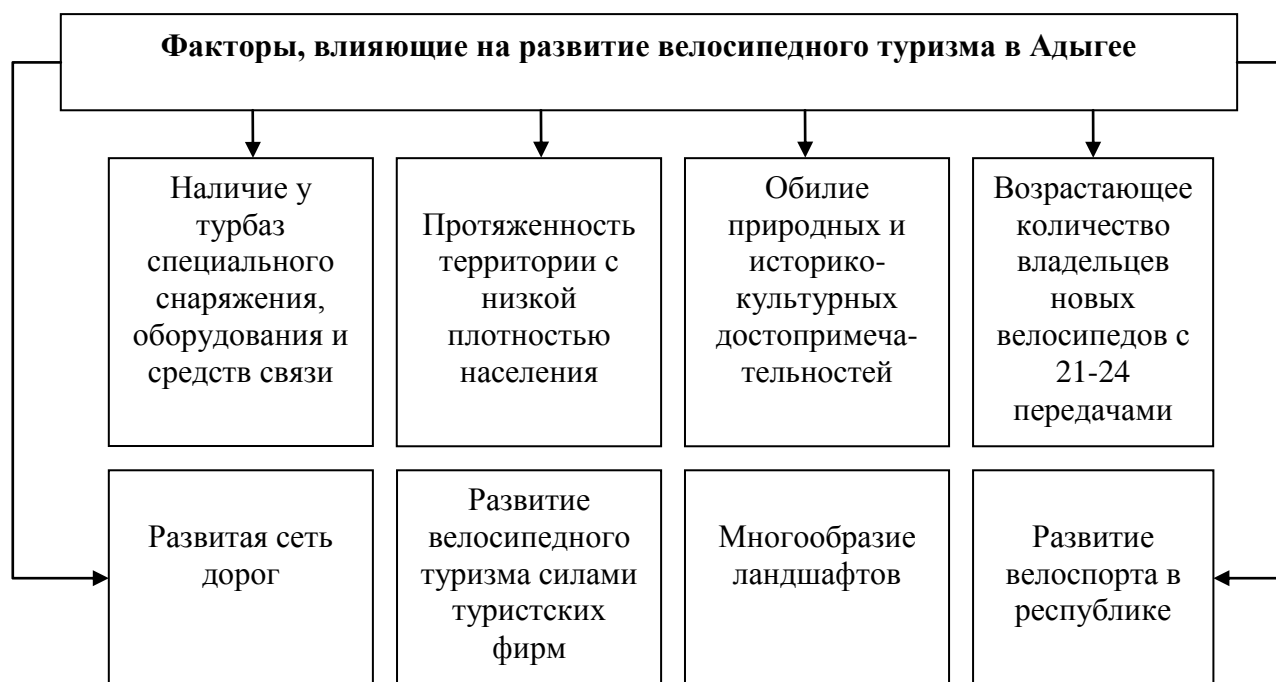 Факторы, влияющие на развитие велосипедного туризма в Адыгее
Наличие у
турбаз
специального
снаряжения,
оборудования и
средств связи
Протяженность
территории с
низкой
плотностью
населения
Обилие
природных и
историко-
культурных
достопримеча-
тельностей
Возрастающее
количество
владельцев
новых
велосипедов с
21-24
передачами
Развитая сеть
дорог
Развитие
велосипедного
туризма силами
туристских
фирм
Многообразие
ландшафтов
Развитие
велоспорта в
республике